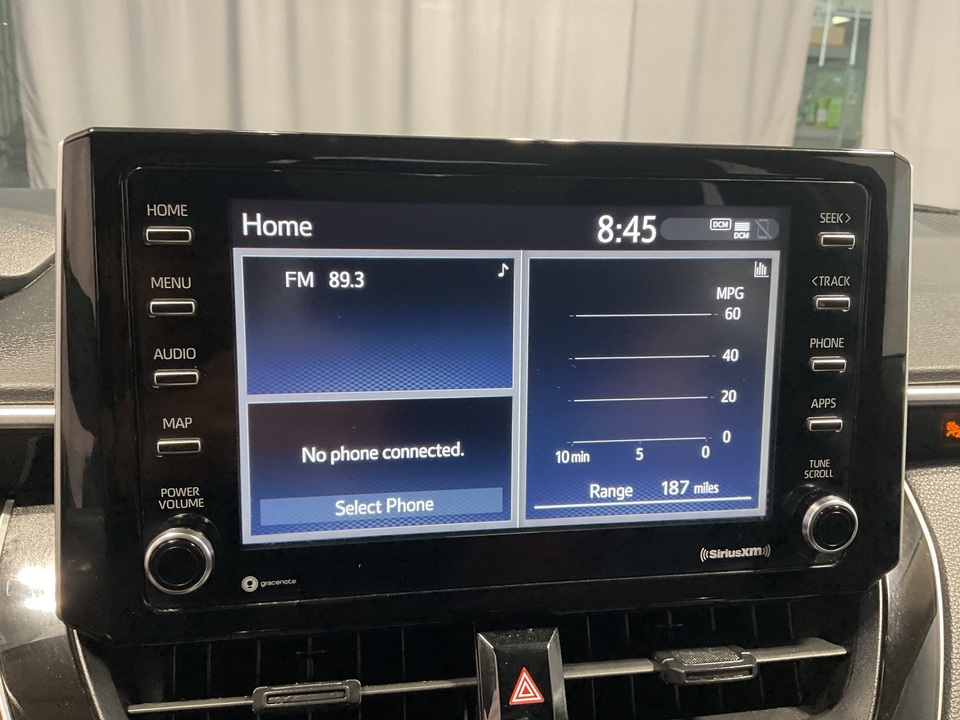 HOME
MENU
AUDIO
MAP
POWER
VOLUME
Home
8:45
DCM
DCM
FM 89.3
No phone connected.
Select Phone
MPG
60
40
20
0
10 min 5 0
Range 187 miles
SEEK >
< TRACK
PHONE
APPS
TUNE
SCROLL
gracenote
((SiriusXM))